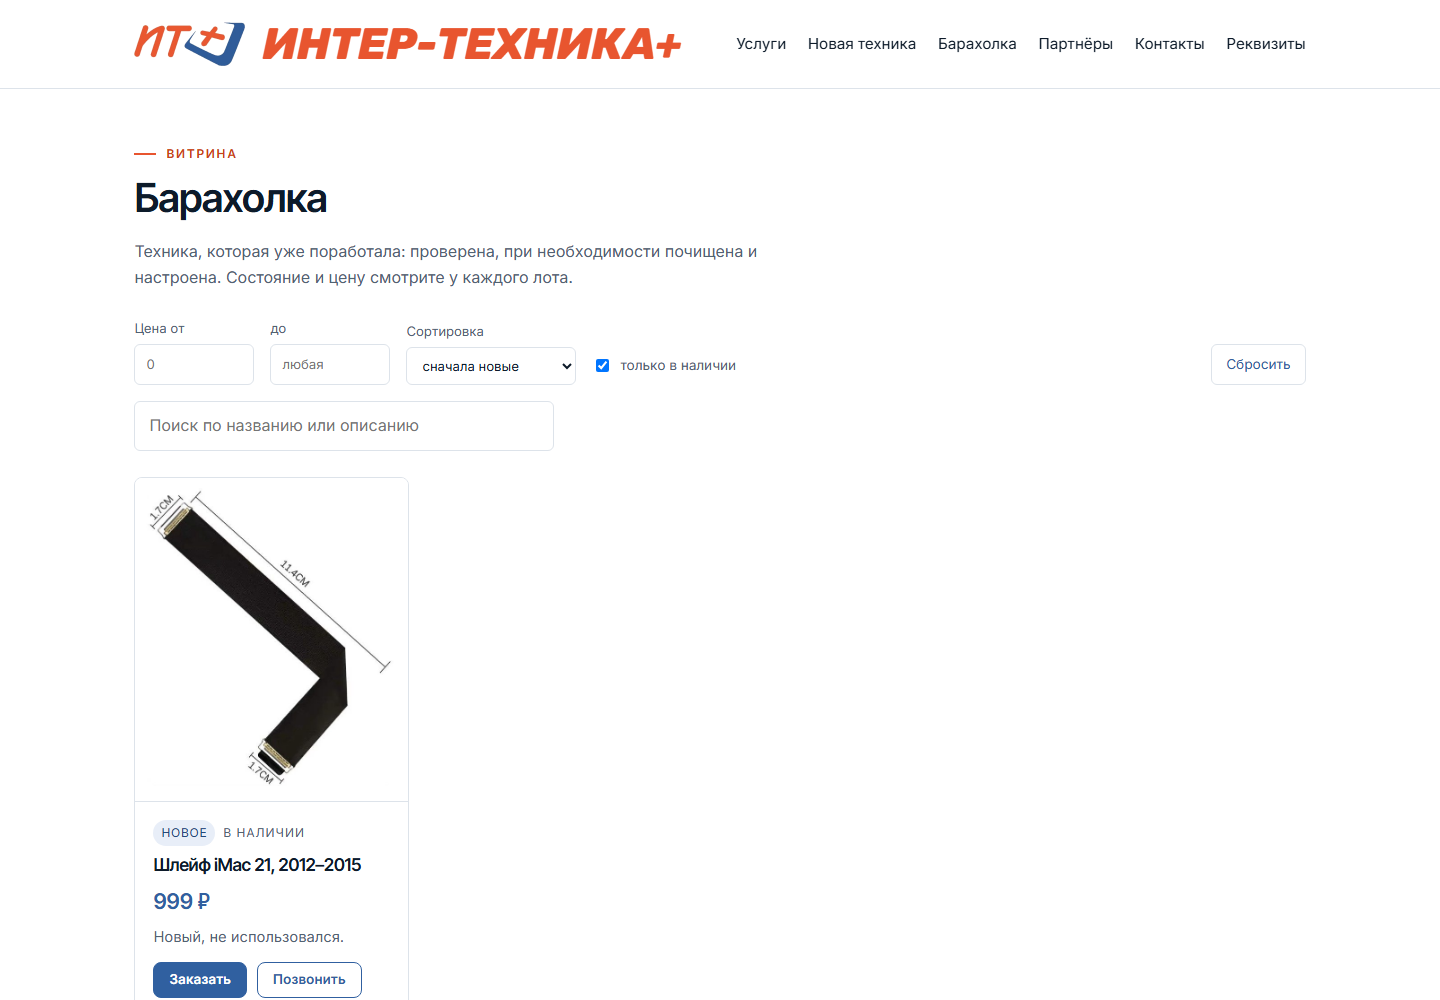 ИТ+ ИНТЕР-ТЕХНИКА+
Услуги Новая техника Барахолка Партнёры Контакты Реквизиты
ВИТРИНА
Барахолка
Техника, которая уже поработала: проверена, при необходимости почищена и
настроена. Состояние и цену смотрите у каждого лота.
Цена от до Сортировка
0 любая сначала новые только в наличии Сбросить
Поиск по названию или описанию
1.7CM
11.4CM
1.7CM
НОВОЕ В НАЛИЧИИ
Шлейф iMac 21, 2012–2015
999 ₽
Новый, не использовался.
Заказать Позвонить